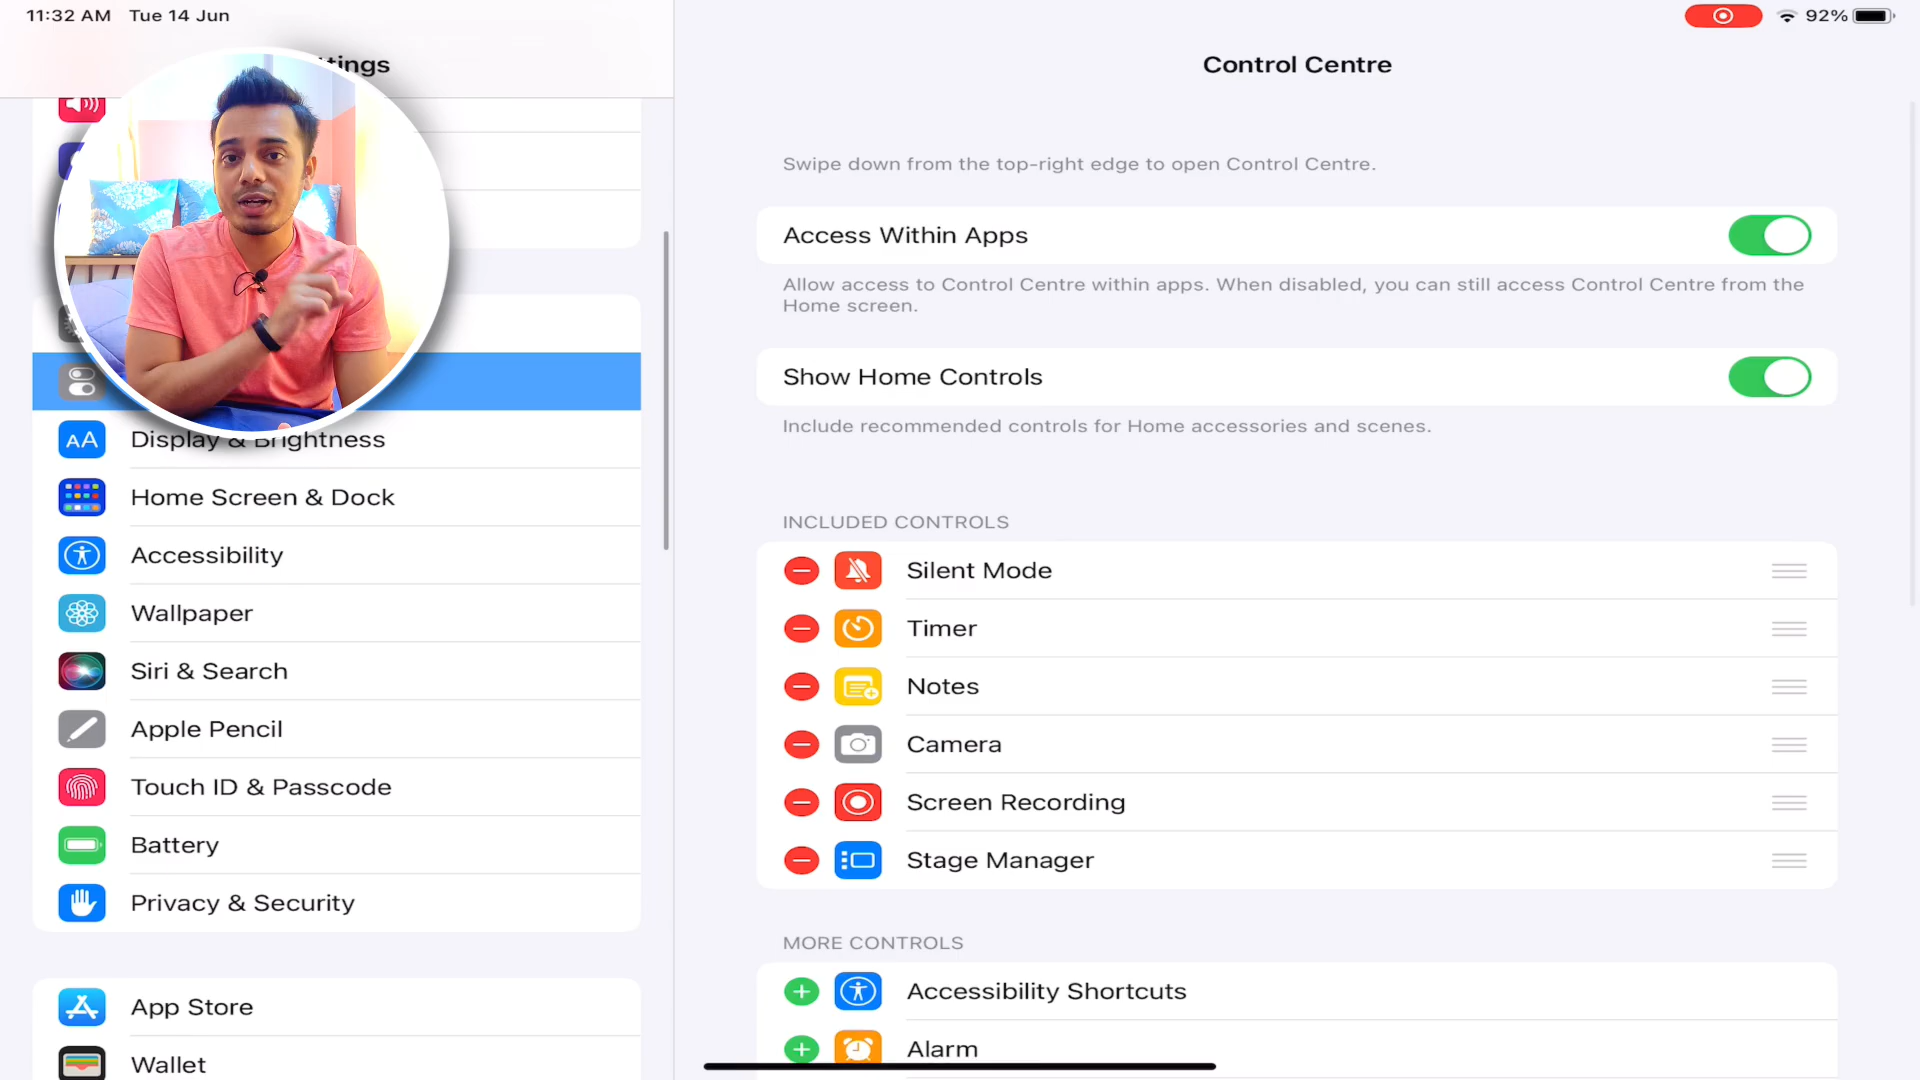 11:32 AM Tue 14 Jun
92%
tings
Control Centre
Swipe down from the top-right edge to open Control Centre.
Access Within Apps
Allow access to Control Centre within apps. When disabled, you can still access Control Centre from the
Home screen.
Show Home Controls
Include recommended controls for Home accessories and scenes.
INCLUDED CONTROLS
Silent Mode
Timer
Notes
Camera
Screen Recording
Stage Manager
MORE CONTROLS
Accessibility Shortcuts
Alarm
AA
Display & Brightness
Home Screen & Dock
Accessibility
Wallpaper
Siri & Search
Apple Pencil
Touch ID & Passcode
Battery
Privacy & Security
App Store
Wallet